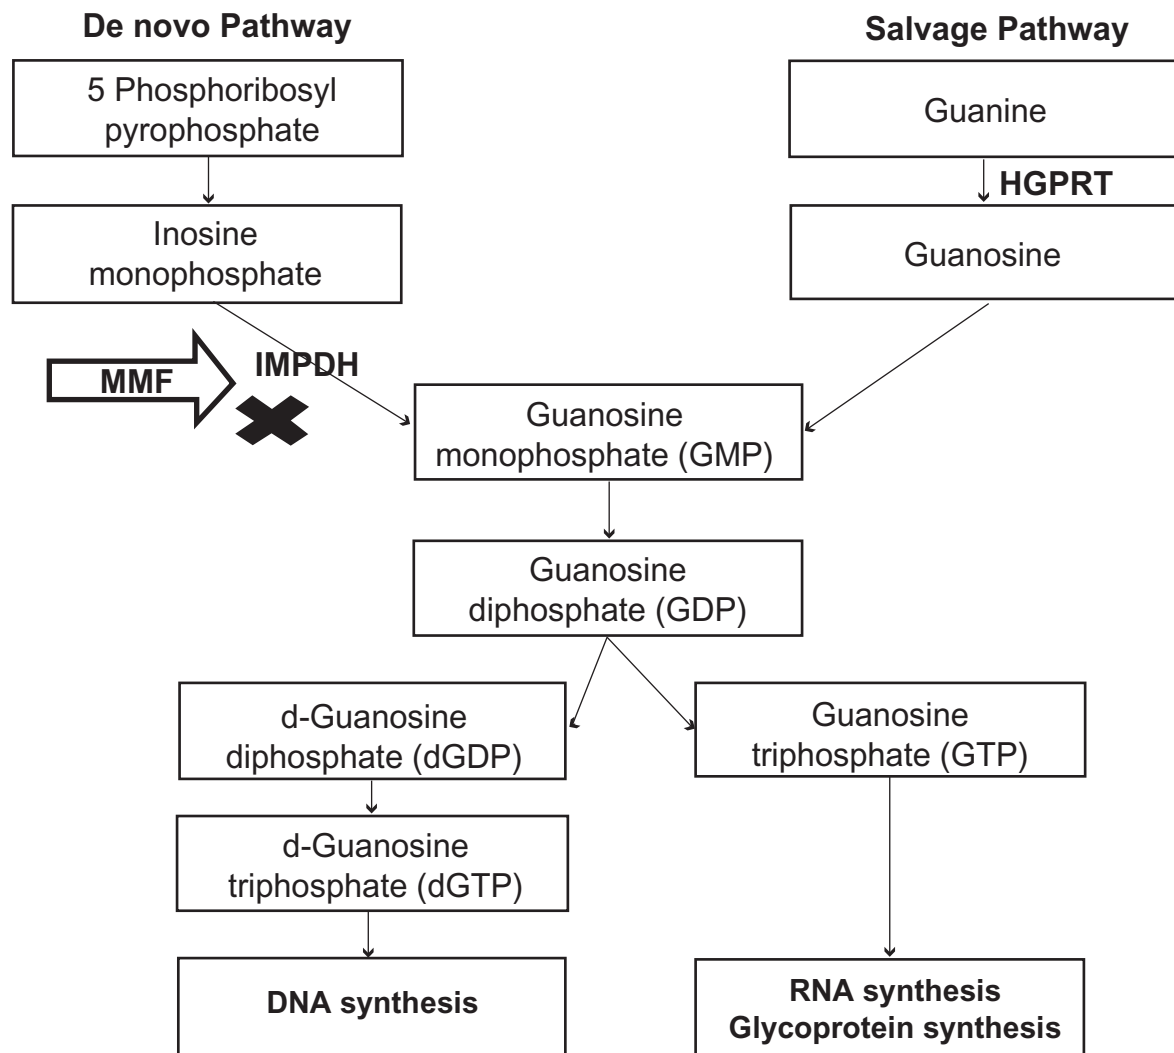 De novo Pathway
Salvage Pathway
5 Phosphoribosyl
pyrophosphate
Guanine
HGPRT
Inosine
monophosphate
Guanosine
MMF
IMPDH
Guanosine
monophosphate (GMP)
Guanosine
diphosphate (GDP)
d-Guanosine
diphosphate (dGDP)
Guanosine
triphosphate (GTP)
d-Guanosine
triphosphate (dGTP)
DNA synthesis
RNA synthesis
Glycoprotein synthesis